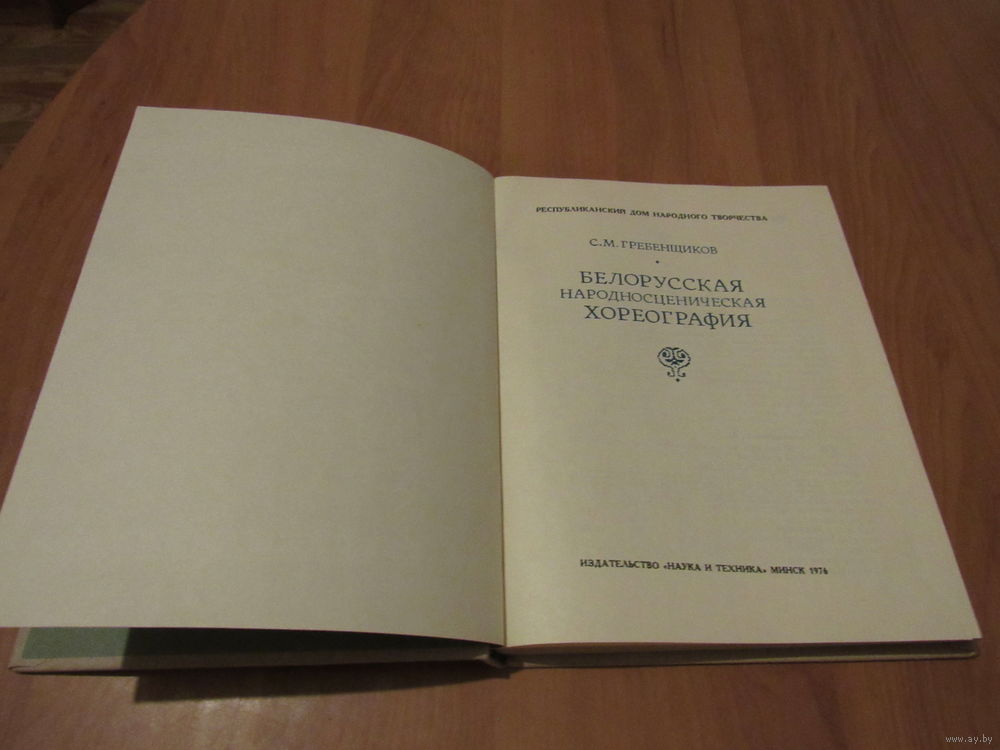 РЕСПУБЛИКАНСКИЙ ДОМ НАРОДНОГО ТВОРЧЕСТВА
С. М. ГРЕБЕНЩИКОВ
БЕЛОРУССКАЯ
НАРОДНОСЦЕНИЧЕСКАЯ
ХОРЕОГРАФИЯ
ИЗДАТЕЛЬСТВО «НАУКА И ТЕХНИКА» МИНСК 1976
www.ay.by